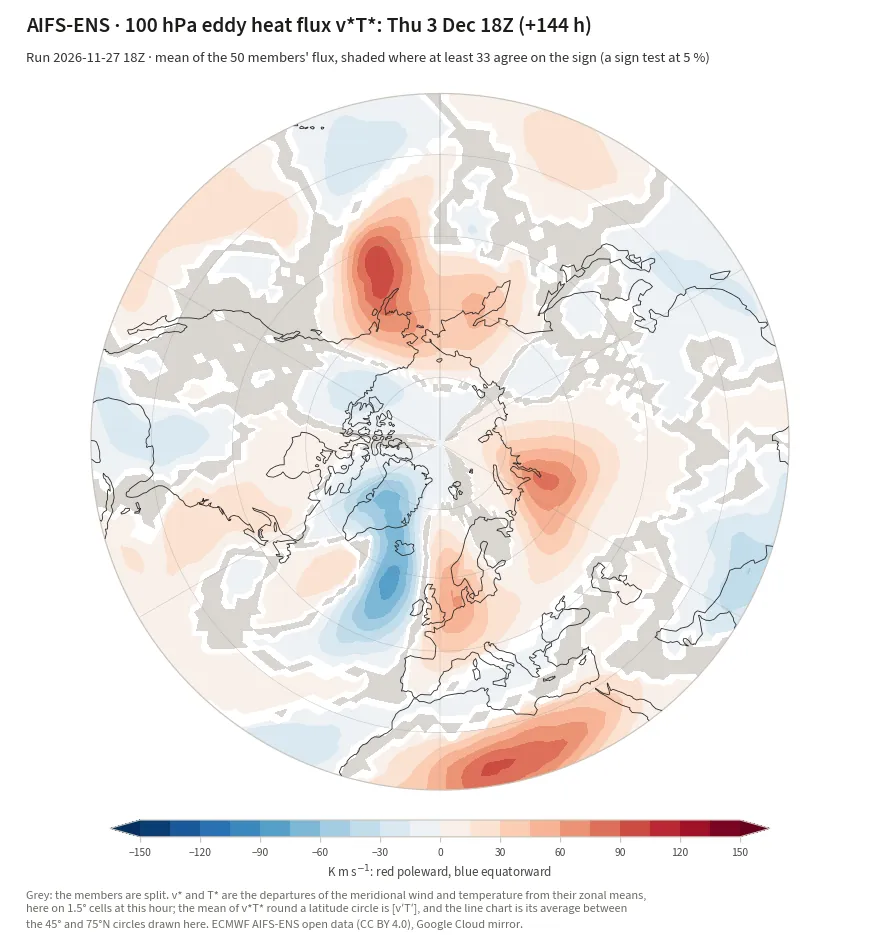 AIFS-ENS · 100 hPa eddy heat flux v*T*: Thu 3 Dec 18Z (+144 h)
Run 2026-11-27 18Z · mean of the 50 members' flux, shaded where at least 33 agree on the sign (a sign test at 5 %)
−150 −120 −90 −60 −30 0 30 60 90 120 150
K m s⁻¹: red poleward, blue equatorward
Grey: the members are split. v* and T* are the departures of the meridional wind and temperature from their zonal means,
here on 1.5° cells at this hour; the mean of v*T* round a latitude circle is [v′T′], and the line chart is its average between
the 45° and 75°N circles drawn here. ECMWF AIFS-ENS open data (CC BY 4.0), Google Cloud mirror.